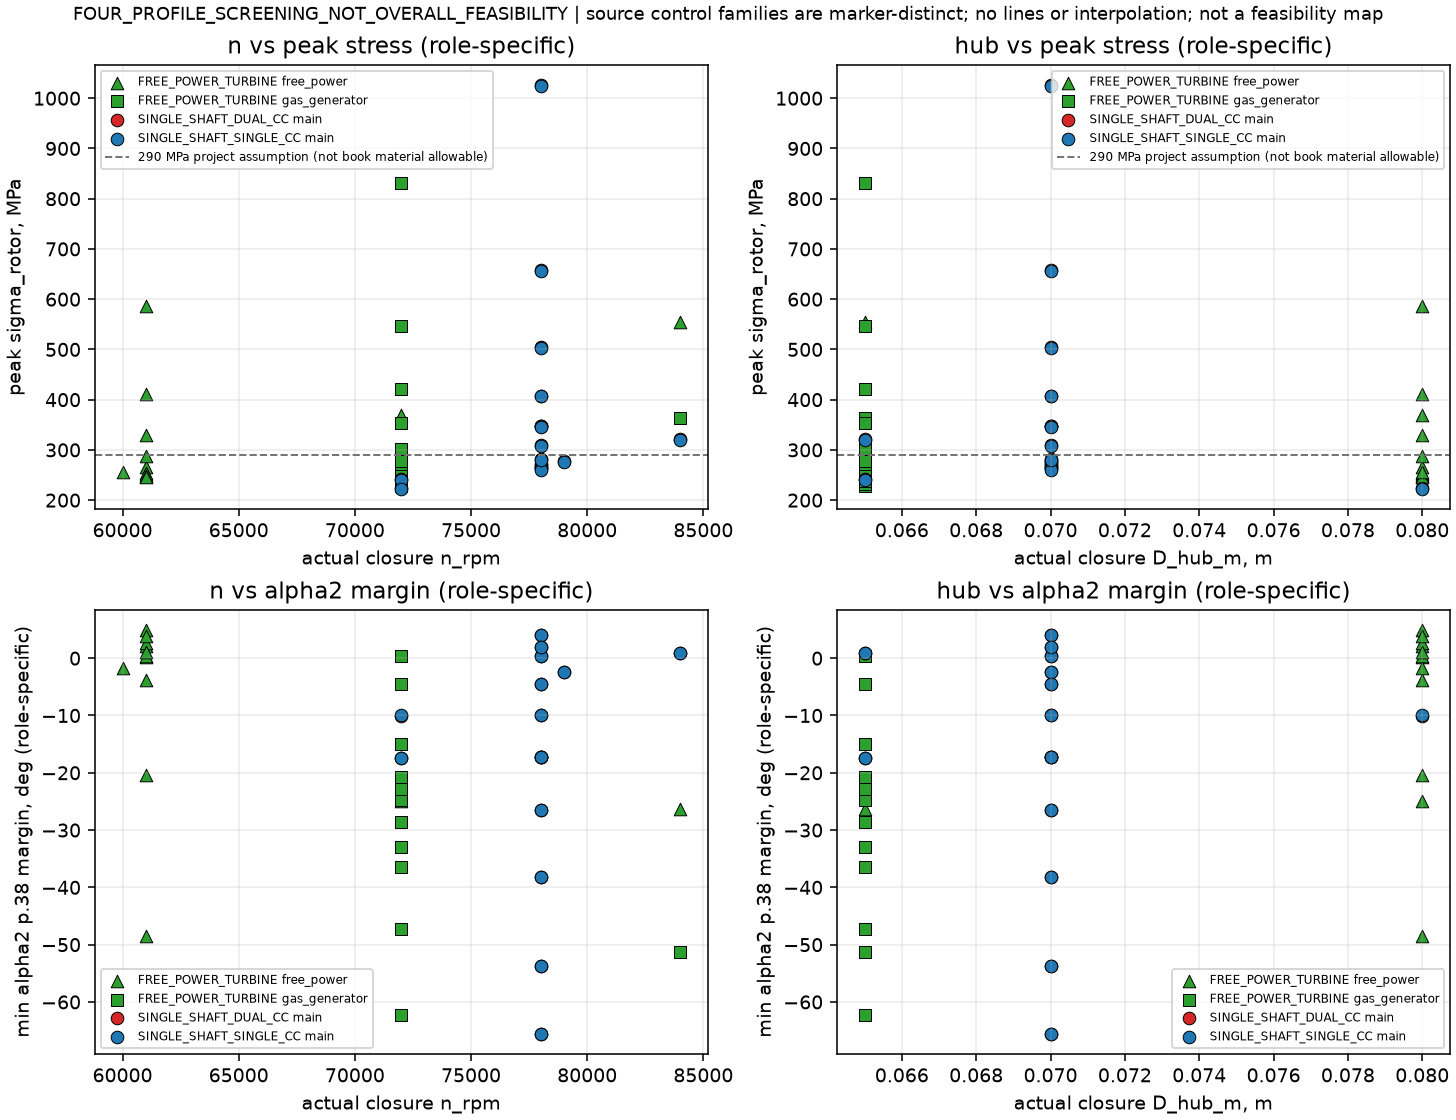 FOUR_PROFILE_SCREENING_NOT_OVERALL_FEASIBILITY | source control families are marker-distinct; no lines or interpolation; not a feasibility map
n vs peak stress (role-specific)
FREE_POWER_TURBINE free_power
FREE_POWER_TURBINE gas_generator
SINGLE_SHAFT_DUAL_CC main
SINGLE_SHAFT_SINGLE_CC main
290 MPa project assumption (not book material allowable)
peak sigma_rotor, MPa
1000
900
800
700
600
500
400
300
200
60000 65000 70000 75000 80000 85000
actual closure n_rpm
hub vs peak stress (role-specific)
FREE_POWER_TURBINE free_power
FREE_POWER_TURBINE gas_generator
SINGLE_SHAFT_DUAL_CC main
SINGLE_SHAFT_SINGLE_CC main
290 MPa project assumption (not book material allowable)
peak sigma_rotor, MPa
1000
900
800
700
600
500
400
300
200
0.066 0.068 0.070 0.072 0.074 0.076 0.078 0.080
actual closure D_hub_m, m
n vs alpha2 margin (role-specific)
min alpha2 p.38 margin, deg (role-specific)
0
−10
−20
−30
−40
−50
−60
FREE_POWER_TURBINE free_power
FREE_POWER_TURBINE gas_generator
SINGLE_SHAFT_DUAL_CC main
SINGLE_SHAFT_SINGLE_CC main
60000 65000 70000 75000 80000 85000
actual closure n_rpm
hub vs alpha2 margin (role-specific)
min alpha2 p.38 margin, deg (role-specific)
0
−10
−20
−30
−40
−50
−60
FREE_POWER_TURBINE free_power
FREE_POWER_TURBINE gas_generator
SINGLE_SHAFT_DUAL_CC main
SINGLE_SHAFT_SINGLE_CC main
0.066 0.068 0.070 0.072 0.074 0.076 0.078 0.080
actual closure D_hub_m, m